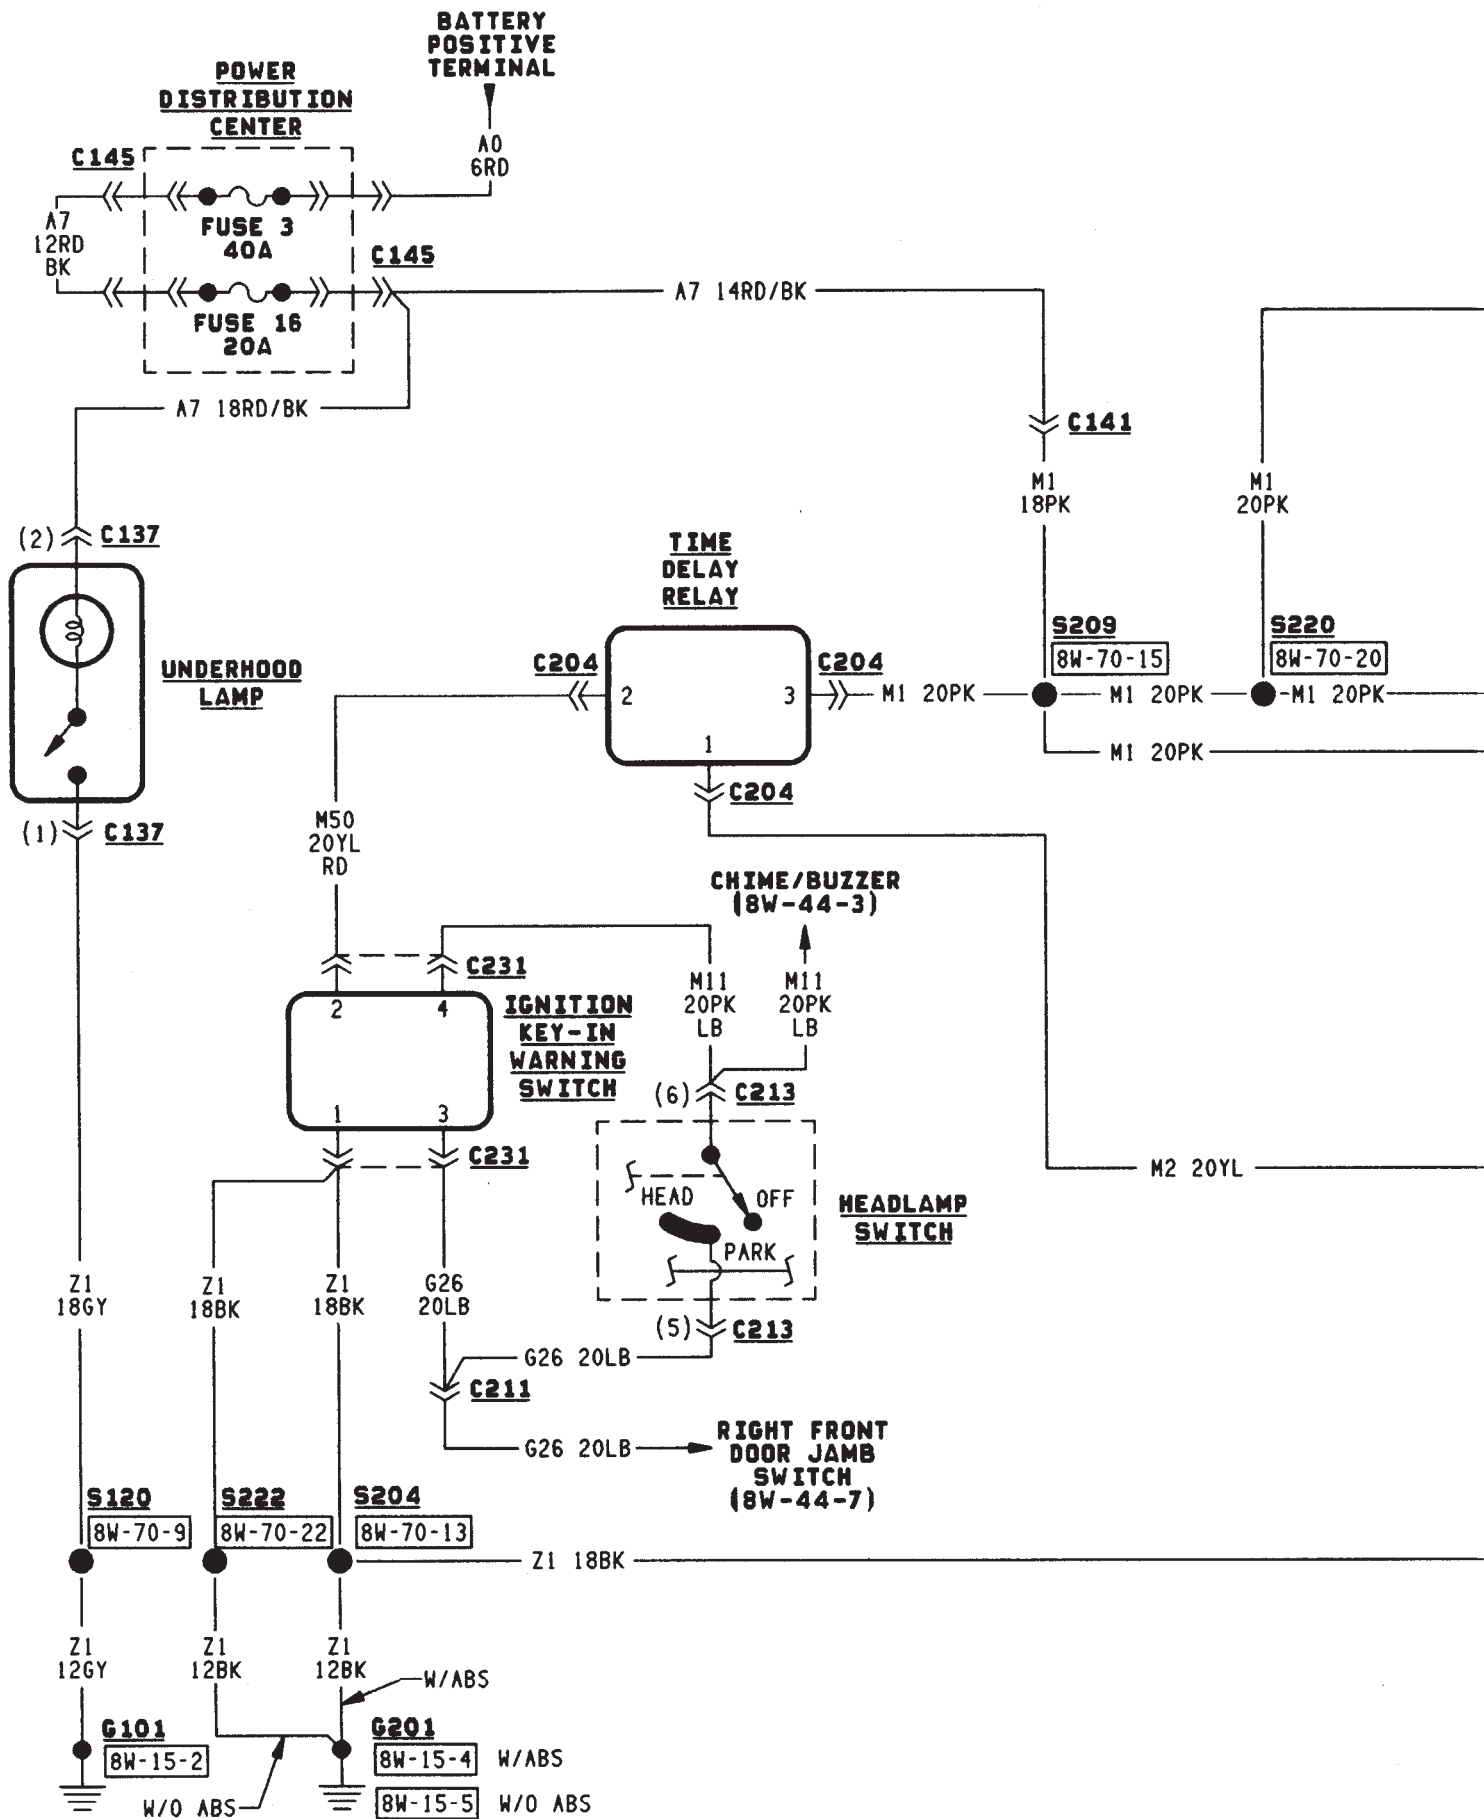 BATTERY
POSITIVE
TERMINAL
POWER
DISTRIBUTION
CENTER
A0
6RD
C145
FUSE 3
40A
A7
12RD
BK
C145
A7 14RD/BK
FUSE 16
20A
A7 18RD/BK
C141
M1
18PK
M1
20PK
(2)
C137
TIME
DELAY
RELAY
S209
8W-70-15
S220
8W-70-20
UNDERHOOD
LAMP
C204
2
3
1
C204
M1 20PK
M1 20PK
M1 20PK
M1 20PK
C204
(1)
C137
M50
20YL
RD
CHIME/BUZZER
(8W-44-3)
C231
M11
20PK
LB
M11
20PK
LB
2
4
IGNITION
KEY-IN
WARNING
SWITCH
1
3
(6)
C213
C231
M2 20YL
HEAD
OFF
PARK
HEADLAMP
SWITCH
Z1
18GY
Z1
18BK
Z1
18BK
G26
20LB
(5)
C213
G26 20LB
C211
G26 20LB
RIGHT FRONT
DOOR JAMB
SWITCH
(8W-44-7)
S120
8W-70-9
S222
8W-70-22
S204
8W-70-13
Z1 18BK
Z1
12GY
Z1
12BK
Z1
12BK
W/ABS
G101
8W-15-2
G201
8W-15-4 W/ABS
W/O ABS
8W-15-5 W/O ABS